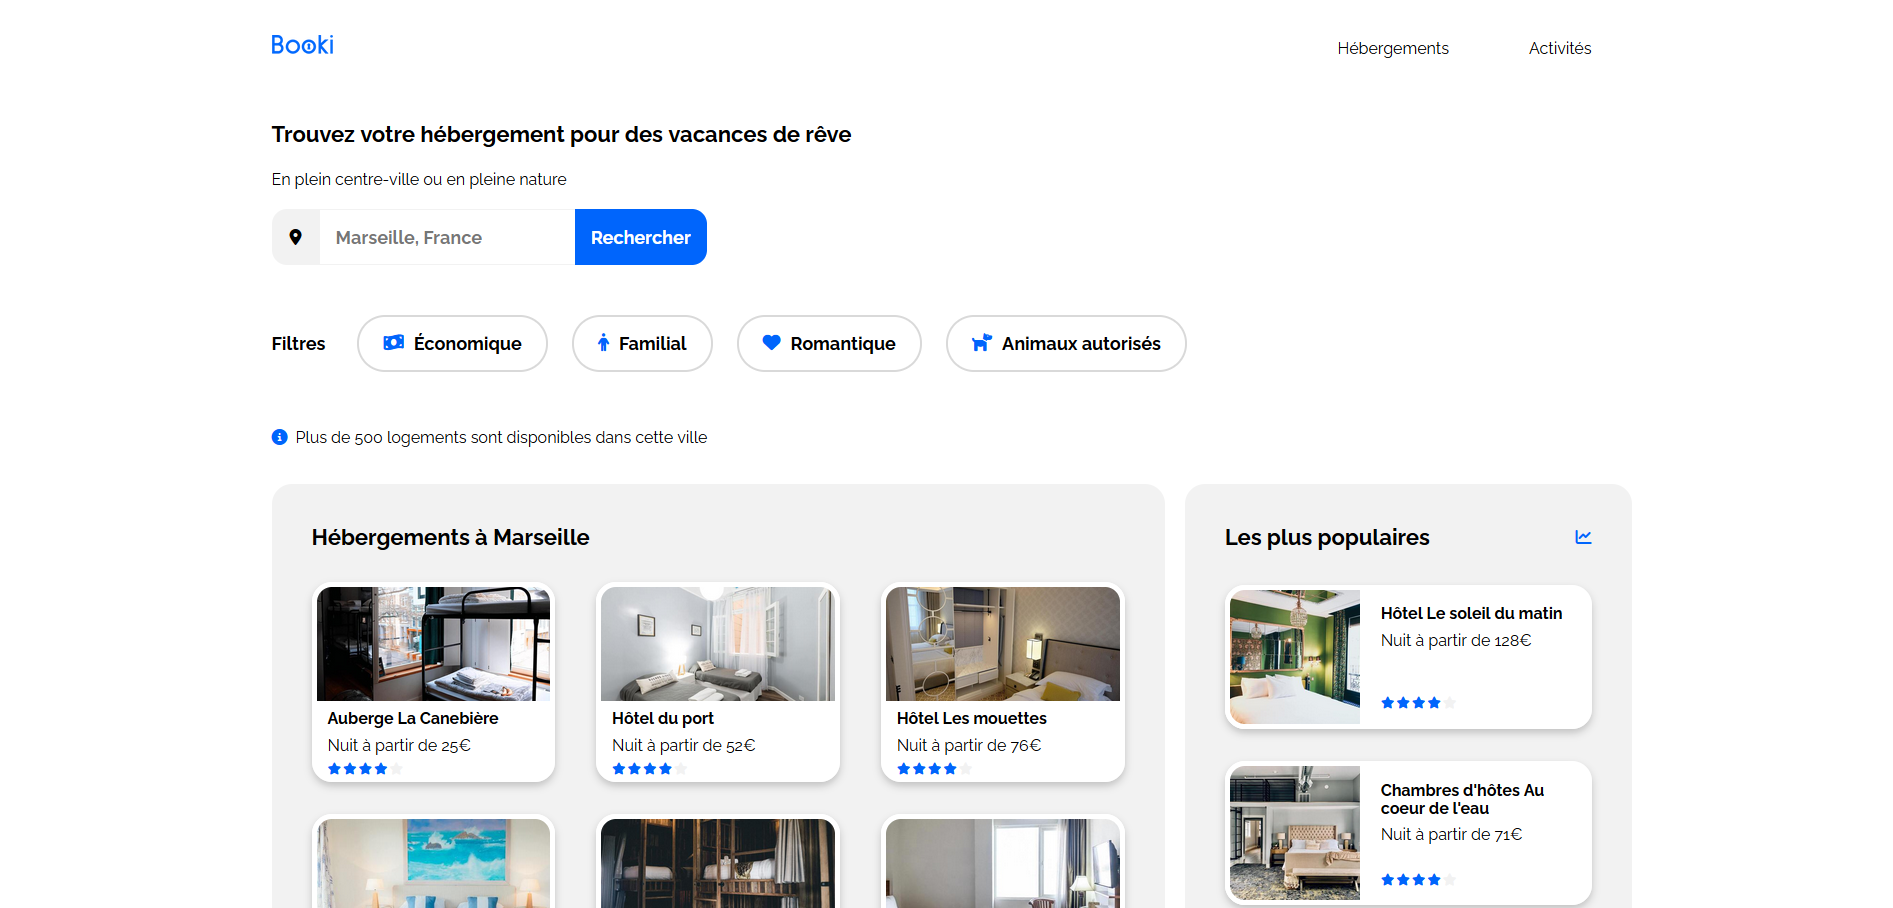 Booki
Hébergements
Activités
Trouvez votre hébergement pour des vacances de rêve
En plein centre-ville ou en pleine nature
Marseille, France
Rechercher
Filtres
Économique
Familial
Romantique
Animaux autorisés
Plus de 500 logements sont disponibles dans cette ville
Hébergements à Marseille
Auberge La Canebière
Nuit à partir de 25€
Hôtel du port
Nuit à partir de 52€
Hôtel Les mouettes
Nuit à partir de 76€
Les plus populaires
Hôtel Le soleil du matin
Nuit à partir de 128€
Chambres d'hôtes Au
coeur de l'eau
Nuit à partir de 71€